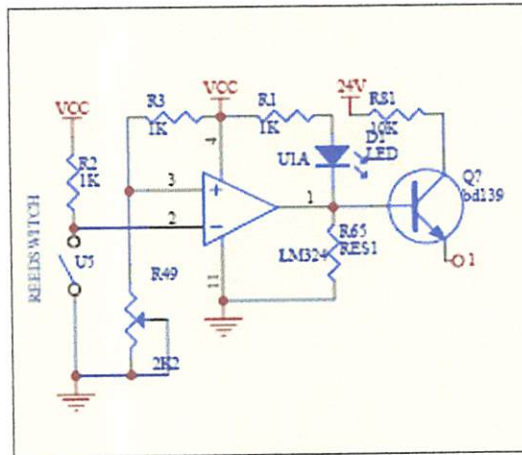 VCC
R3
1K
VCC
R1
1K
24V
R81
10K
D1
LED
VCC
R2
1K
4
U1A
Q?
bd139
3
1
2
REEDSWITCH
U5
R65
RES1
LM324
11
1
R49
2K2